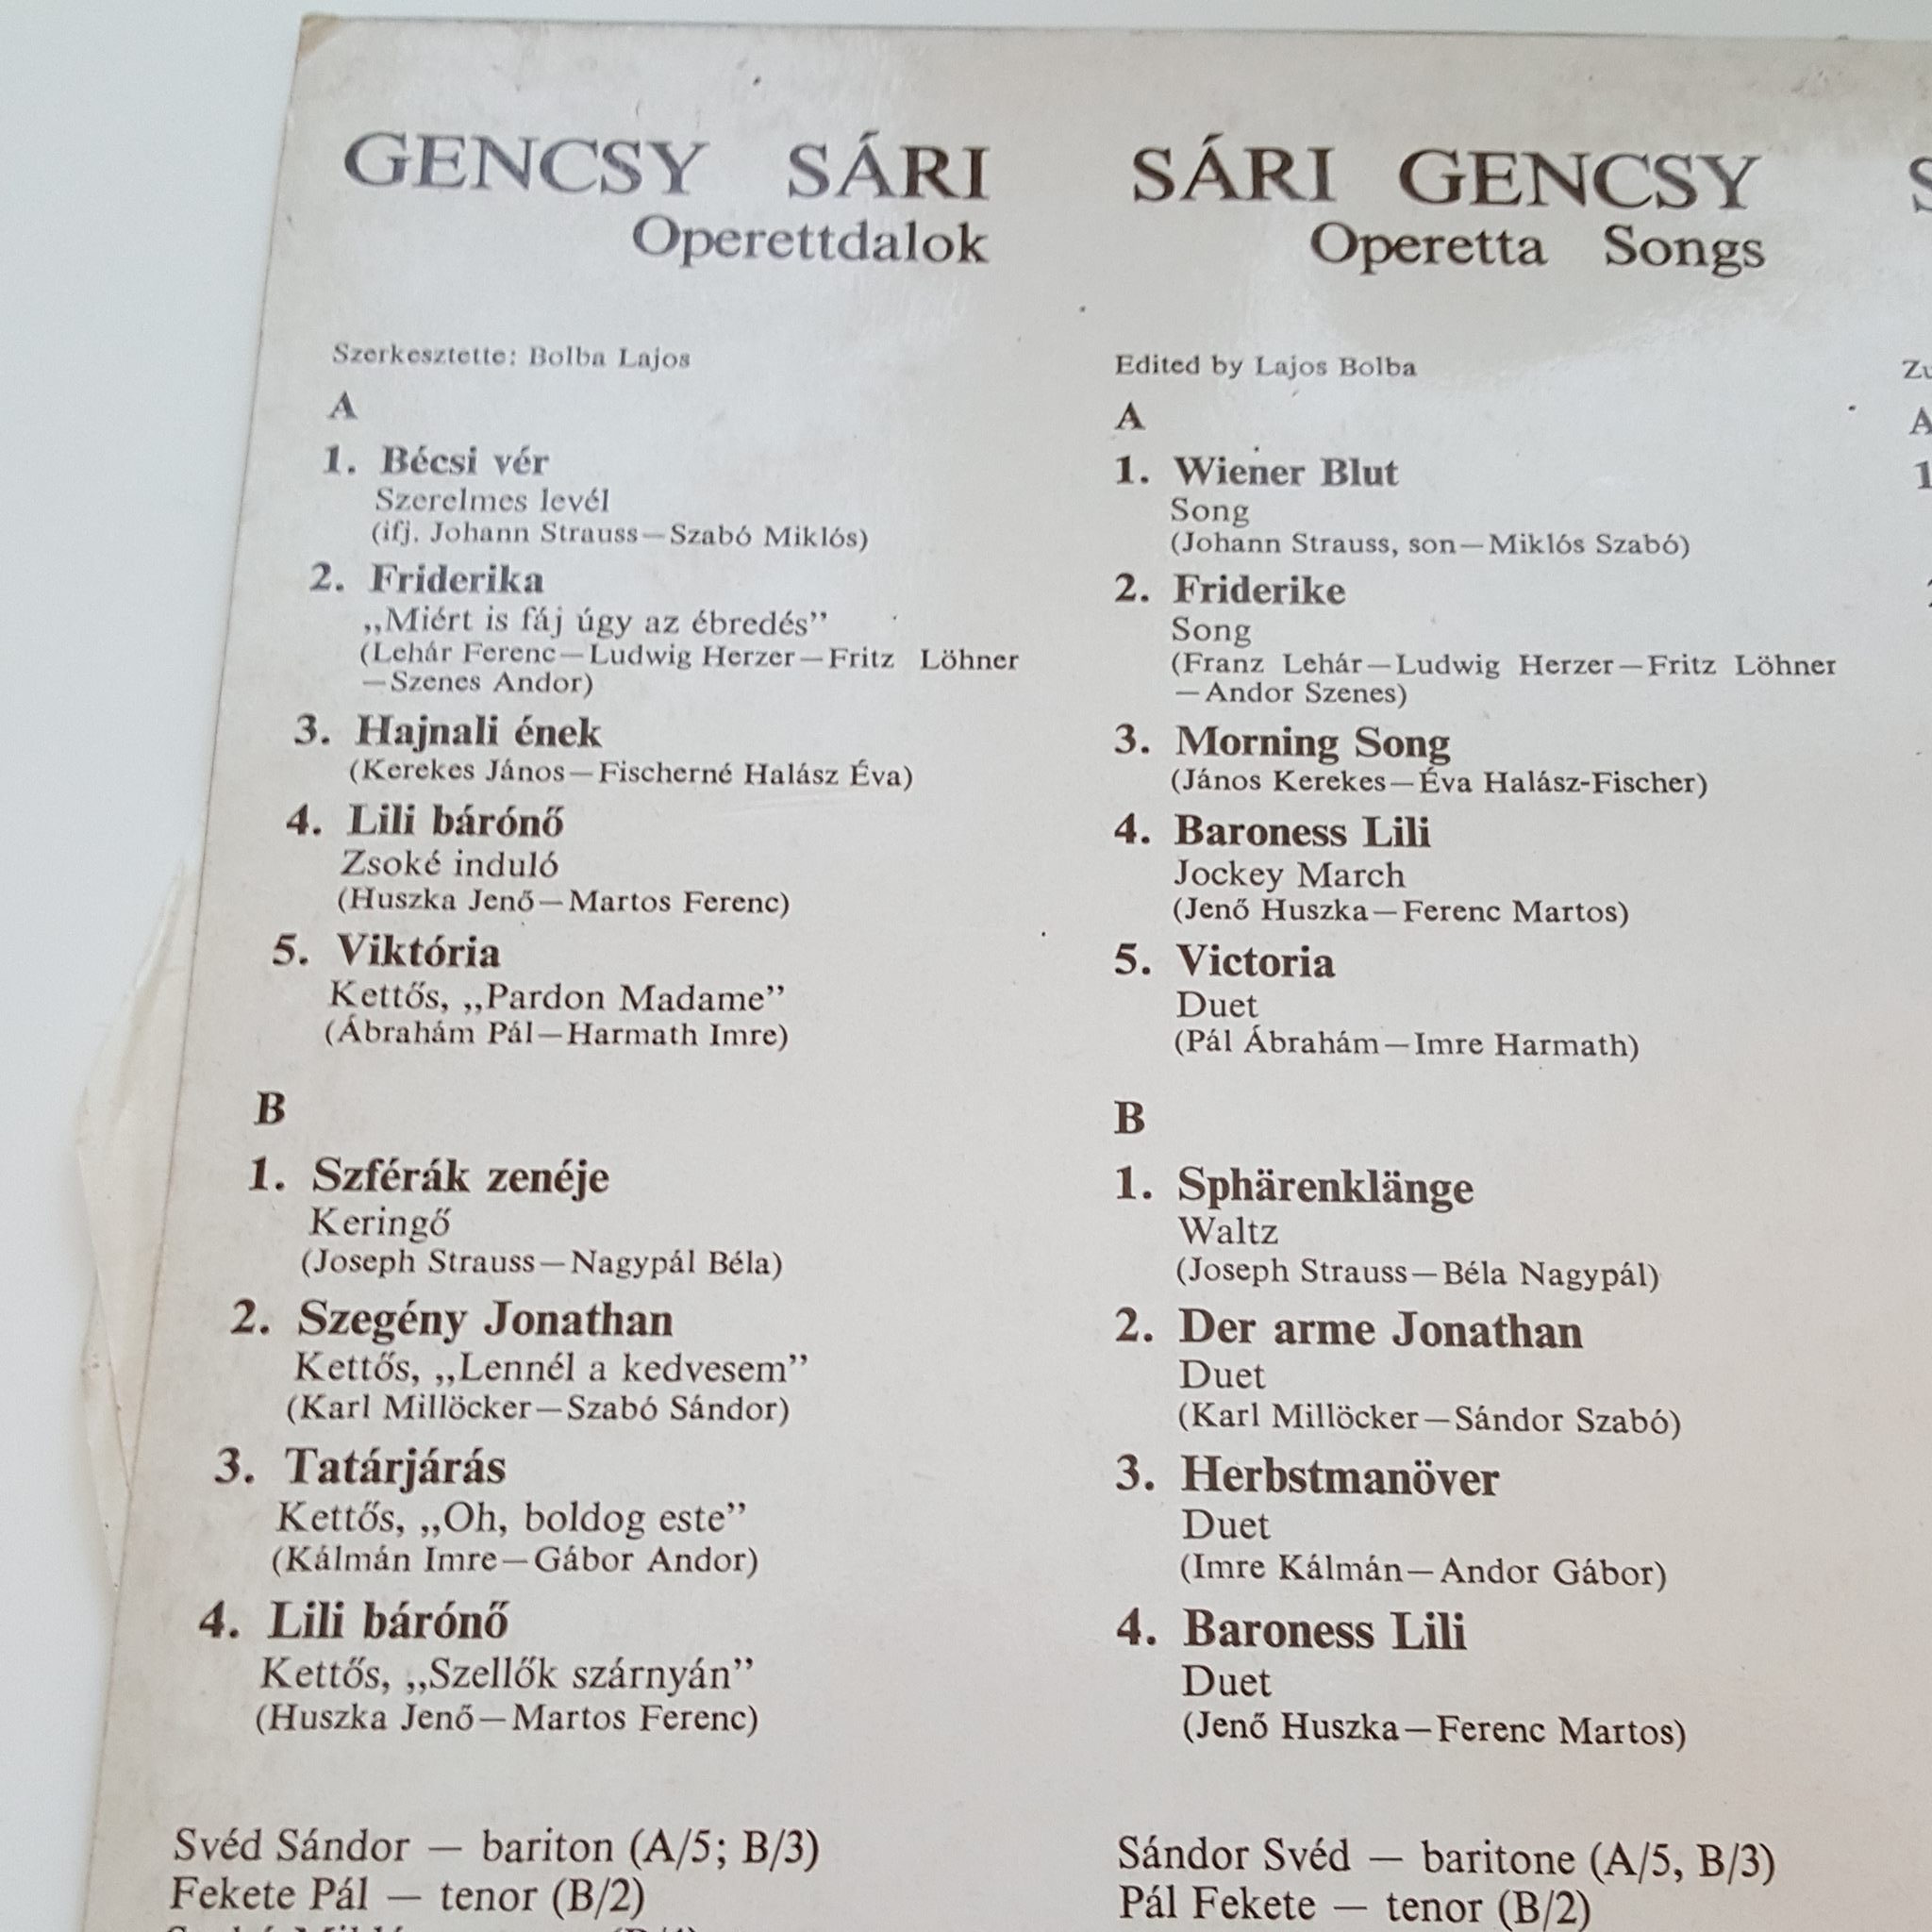 GENCSY SÁRI
Operettdalok
Szerkesztette: Bolba Lajos
A
1. Bécsi vér
Szerelmes levél
(ifj. Johann Strauss—Szabó Miklós)
2. Friderika
„Miért is fáj úgy az ébredés”
(Lehár Ferenc—Ludwig Herzer—Fritz Löhner
—Szenes Andor)
3. Hajnali ének
(Kerekes János—Fischerné Halász Éva)
4. Lili bárónő
Zsoké induló
(Huszka Jenő—Martos Ferenc)
5. Viktória
Kettős, „Pardon Madame”
(Ábrahám Pál—Harmath Imre)
B
1. Szférák zenéje
Keringő
(Joseph Strauss—Nagypál Béla)
2. Szegény Jonathan
Kettős, „Lennél a kedvesem”
(Karl Millöcker—Szabó Sándor)
3. Tatárjárás
Kettős, „Oh, boldog este”
(Kálmán Imre—Gábor Andor)
4. Lili bárónő
Kettős, „Szellők szárnyán”
(Huszka Jenő—Martos Ferenc)
Svéd Sándor — bariton (A/5; B/3)
Fekete Pál — tenor (B/2)
SÁRI GENCSY
Operetta Songs
Edited by Lajos Bolba
A
1. Wiener Blut
Song
(Johann Strauss, son—Miklós Szabó)
2. Friderike
Song
(Franz Lehár—Ludwig Herzer—Fritz Löhner
—Andor Szenes)
3. Morning Song
(János Kerekes—Éva Halász-Fischer)
4. Baroness Lili
Jockey March
(Jenő Huszka—Ferenc Martos)
5. Victoria
Duet
(Pál Ábrahám—Imre Harmath)
B
1. Sphärenklänge
Waltz
(Joseph Strauss—Béla Nagypál)
2. Der arme Jonathan
Duet
(Karl Millöcker—Sándor Szabó)
3. Herbstmanöver
Duet
(Imre Kálmán—Andor Gábor)
4. Baroness Lili
Duet
(Jenő Huszka—Ferenc Martos)
Sándor Svéd — baritone (A/5, B/3)
Pál Fekete — tenor (B/2)
S
Zu
A
1